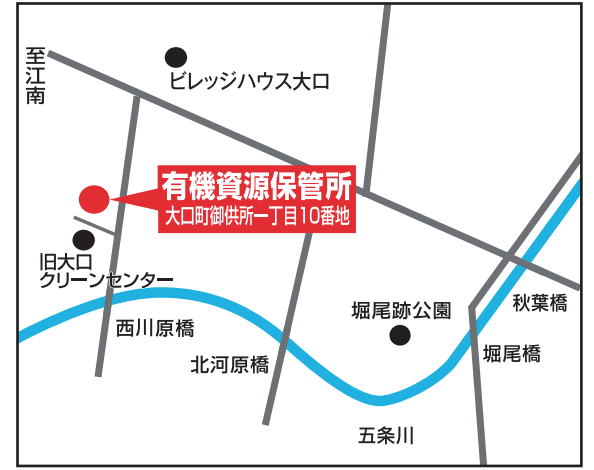 至江南
ビレッジハウス大口
有機資源保管所
大口町御供所一丁目10番地
旧大口
クリーンセンター
西川原橋
北河原橋
堀尾跡公園
秋葉橋
堀尾橋
五条川